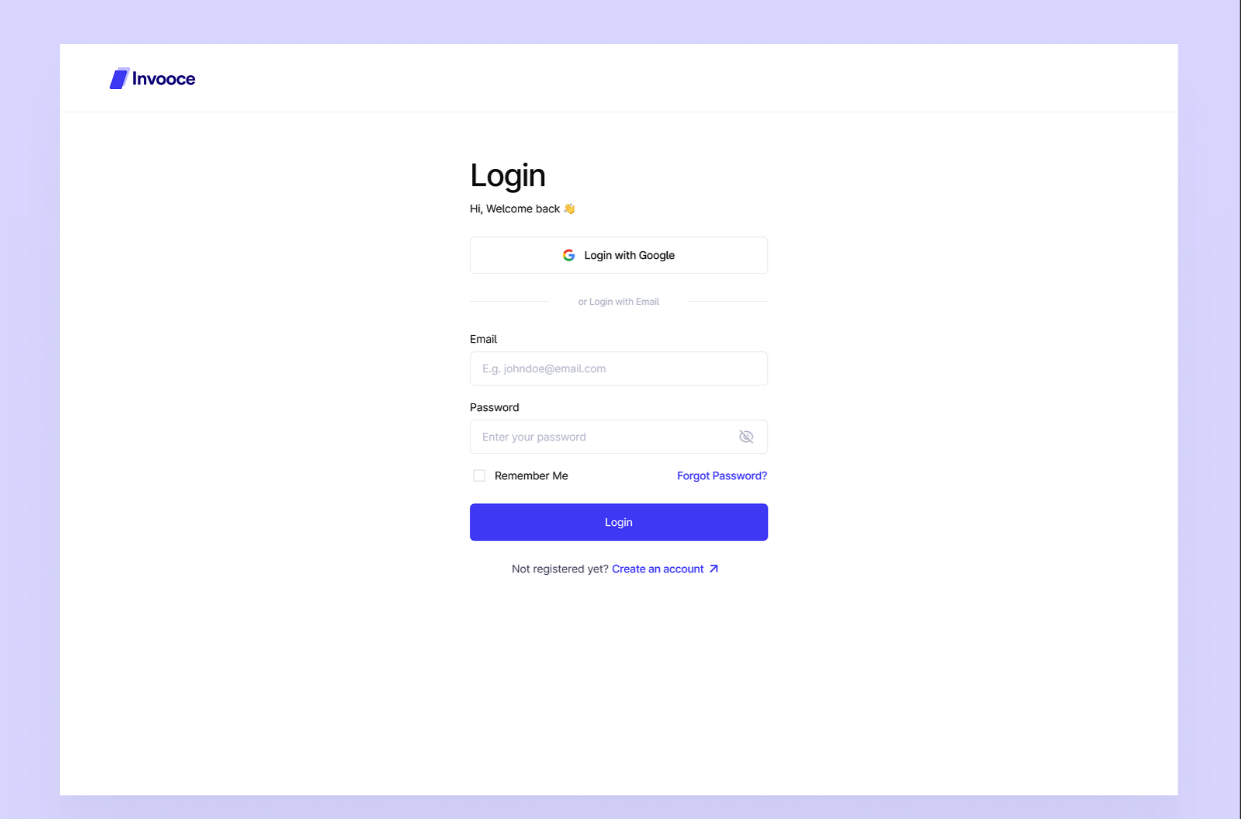 Invooce
Login
Hi, Welcome back 👋
Login with Google
or Login with Email
Email
E.g. johndoe@email.com
Password
Enter your password
Remember Me Forgot Password?
Login
Not registered yet? Create an account